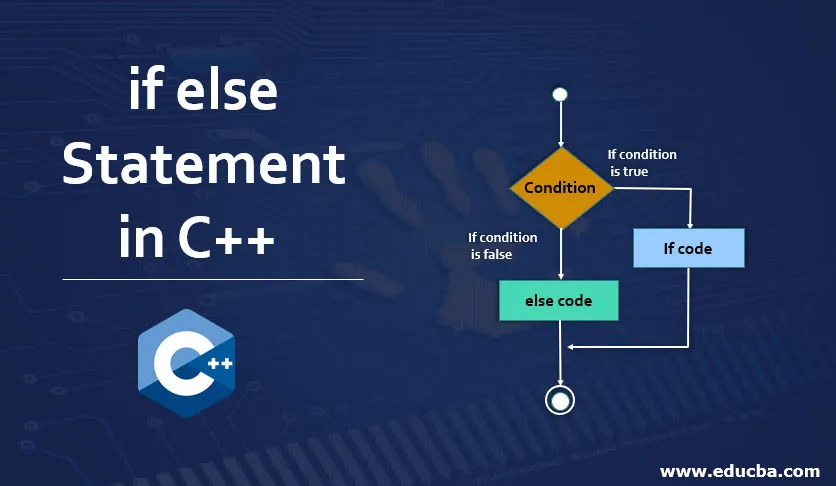 if else
Statement
in C++
C++
Condition
If condition
is true
If condition
is false
If code
else code
www.educba.com